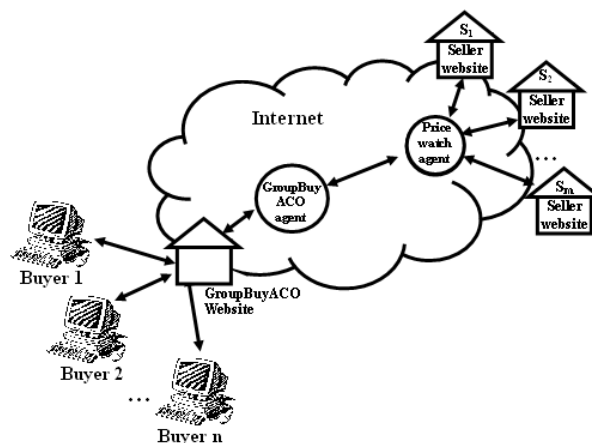 S1
Seller
website
S2
Seller
website
Internet
Price
watch
agent
...
GroupBuy
ACO
agent
Sm
Seller
website
Buyer 1
GroupBuyACO
Website
Buyer 2
...
Buyer n